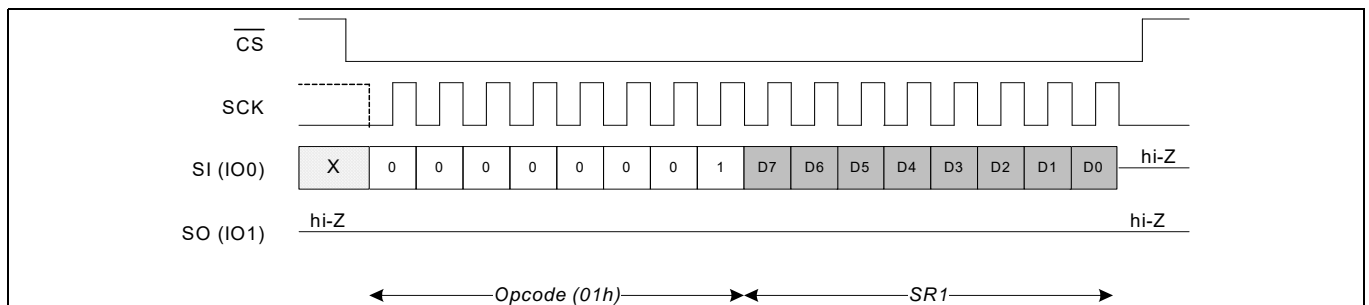 CS
SCK
SI (IO0) X 0 0 0 0 0 0 0 1 D7 D6 D5 D4 D3 D2 D1 D0 hi-Z
SO (IO1) hi-Z hi-Z
Opcode (01h) SR1